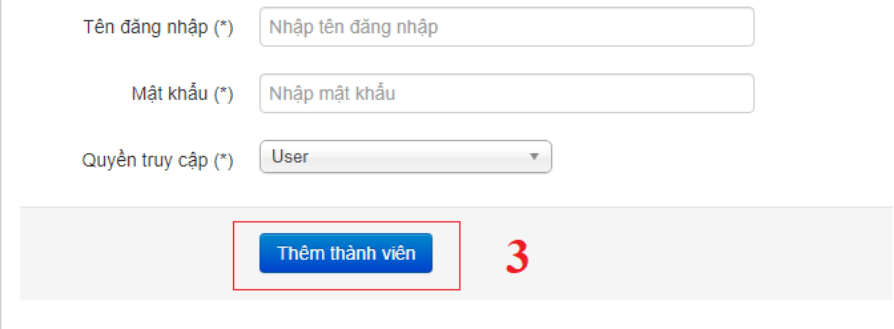 Tên đăng nhập (*) Nhập tên đăng nhập
Mật khẩu (*) Nhập mật khẩu
Quyền truy cập (*) User
Thêm thành viên 3